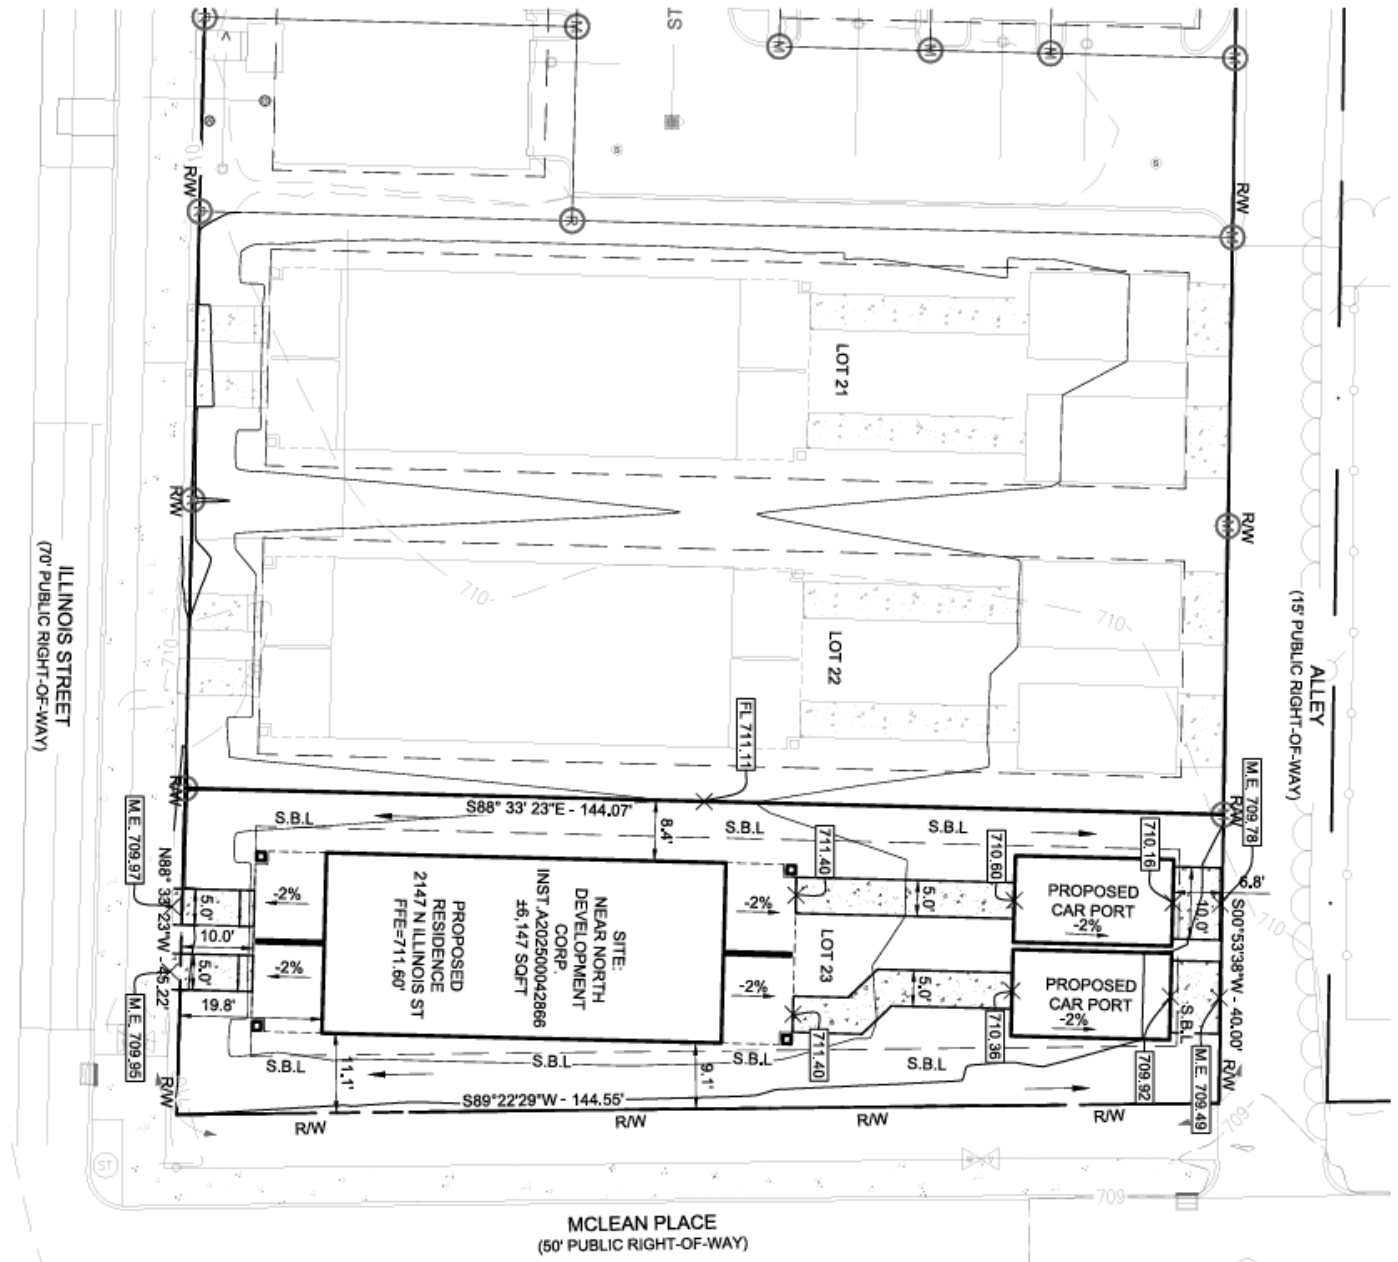 ST
M
M
M
M
M
R/W
R/W
R
R
M
LOT 21
R/W
M
R/W
710
710
710
LOT 22
ILLINOIS STREET
(70' PUBLIC RIGHT-OF-WAY)
ALLEY
(15' PUBLIC RIGHT-OF-WAY)
FL 711.11
R/W
S88° 33' 23"E - 144.07'
8.4'
S.B.L
S.B.L
S.B.L
M.E. 709.78
R/W
M.E. 709.97
N88° 33'23"W - 45.22'
711.40
710.60
710.16
6.8'
-2%
5.0'
10.0'
5.0'
-2%
19.8'
PROPOSED
RESIDENCE
2147 N ILLINOIS ST
FFE=711.60'
SITE:
NEAR NORTH
DEVELOPMENT
CORP.
INST.A202500042866
±6,147 SQFT
-2%
-2%
5.0'
LOT 23
5.0'
PROPOSED
CAR PORT
-2%
PROPOSED
CAR PORT
-2%
10.0'
710
S00°53'38"W - 40.00'
M.E. 709.95
S.B.L
S.B.L
S.B.L
S.B.L
S.B.L
711.40
710.36
709.92
M.E. 709.49
R/W
R/W
11.1'
9.1'
S89°22'29"W - 144.55'
R/W
R/W
R/W
R/W
709
ST
709
MCLEAN PLACE
(50' PUBLIC RIGHT-OF-WAY)